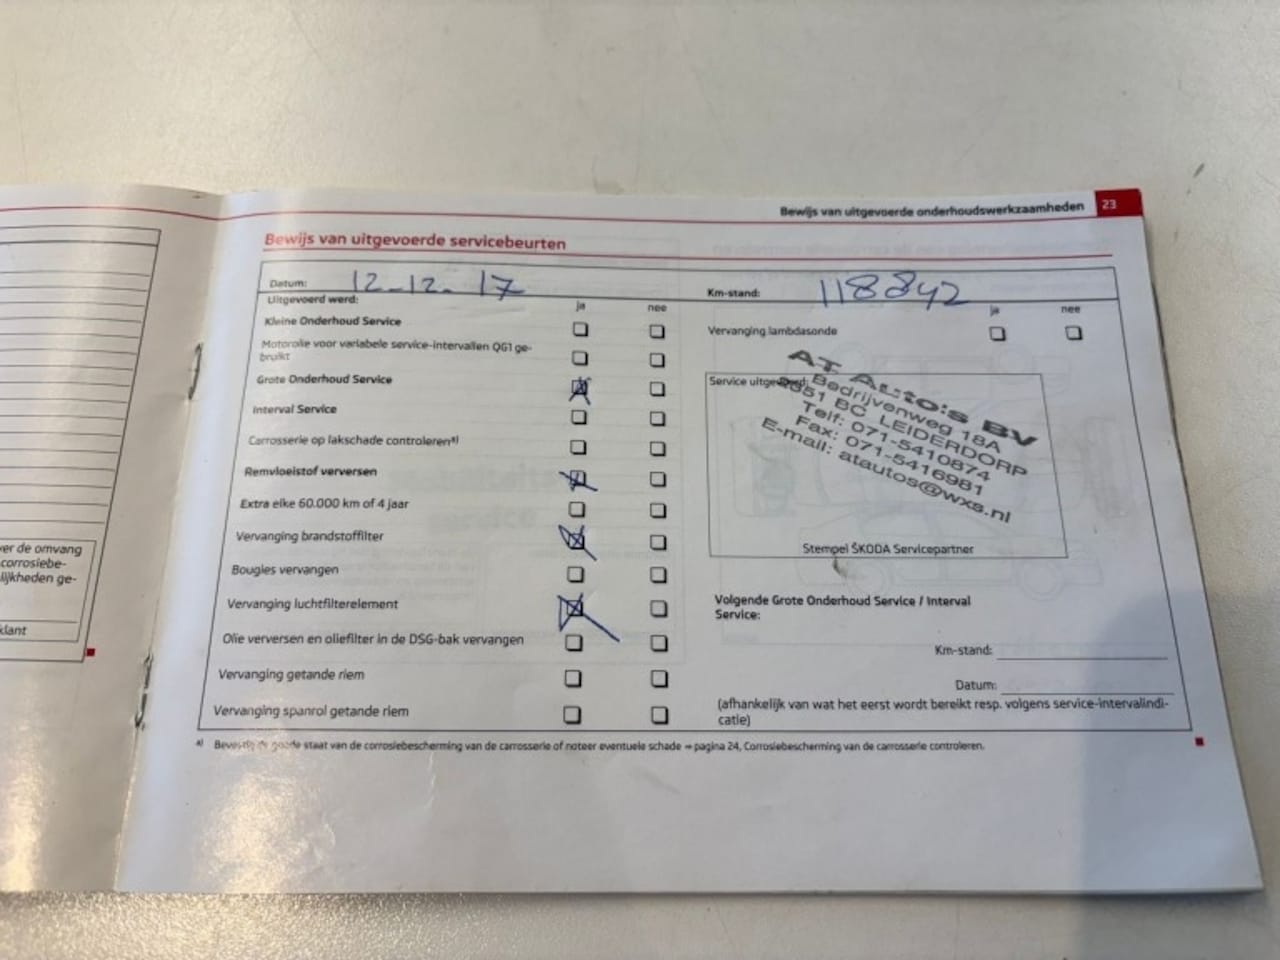 Bewijs van uitgevoerde onderhoudswerkzaamheden 23
Bewijs van uitgevoerde servicebeurten
Datum: 12-12-17
Km-stand: 118842
Uitgevoerd werd:
ja nee
ja nee
Kleine Onderhoud Service
Vervanging lambdasonde
Motorolie voor variabele service-intervallen QG1 ge-
bruikt
Grote Onderhoud Service
Interval Service
Carrosserie op lakschade controleren a)
Remvloeistof verversen
Extra elke 60.000 km of 4 jaar
Vervanging brandstoffilter
Bougies vervangen
Vervanging luchtfilterelement
Olie verversen en oliefilter in de DSG-bak vervangen
Vervanging getande riem
Vervanging spanrol getande riem
Service uitgevoerd:
AT Auto's BV
Bedrijvenweg 18A
2351 BC LEIDERDORP
Telf: 071-5410874
Fax: 071-5416981
E-mail: atautos@wxs.nl
Stempel ŠKODA Servicepartner
Volgende Grote Onderhoud Service / Interval
Service:
Km-stand:
Datum:
(afhankelijk van wat het eerst wordt bereikt resp. volgens service-intervalindi-
catie)
a) Bevestig de goede staat van de corrosiebescherming van de carrosserie of noteer eventuele schade ⇒ pagina 24, Corrosiebescherming van de carrosserie controleren.
ver de omvang
corrosiebe-
lijkheden ge-
klant